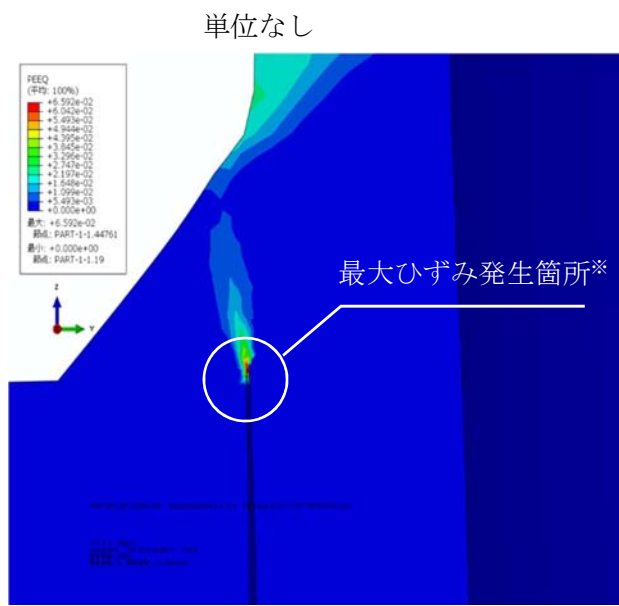 単位なし
PEEQ
(平均: 100%)
+6.592e-02
+6.042e-02
+5.493e-02
+4.944e-02
+4.395e-02
+3.845e-02
+3.296e-02
+2.747e-02
+2.197e-02
+1.648e-02
+1.099e-02
+5.493e-03
+0.000e+00
最大: +6.592e-02
節点: PART-1-1.44761
最小: +0.000e+00
節点: PART-1-1.19
最大ひずみ発生箇所※
Z
Y